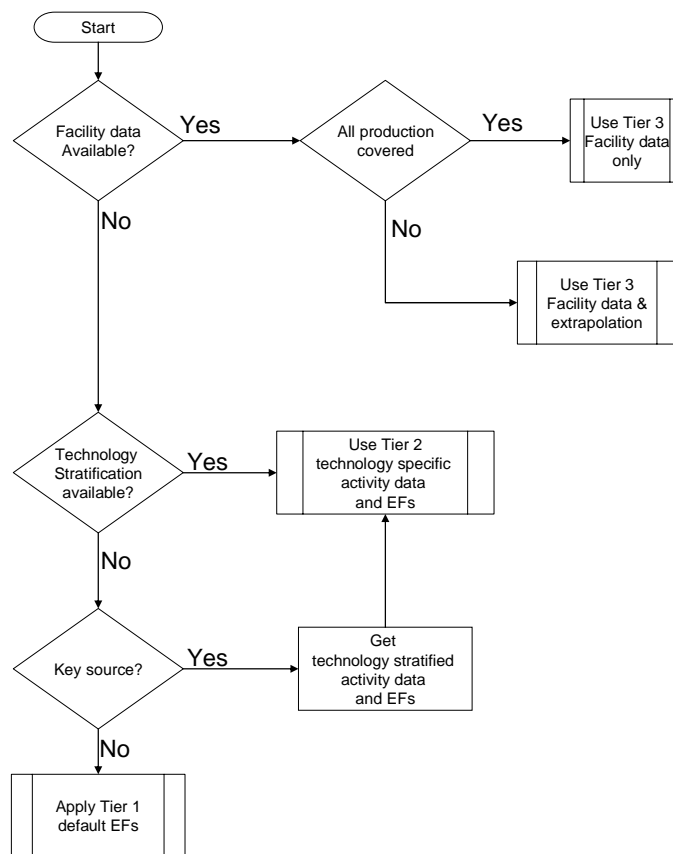 Start
Facility data
Available?
Yes
All production
covered
Yes
Use Tier 3
Facility data
only
No
No
Use Tier 3
Facility data &
extrapolation
Technology
Stratification
available?
Yes
Use Tier 2
technology specific
activity data
and EFs
No
Key source?
Yes
Get
technology stratified
activity data
and EFs
No
Apply Tier 1
default EFs